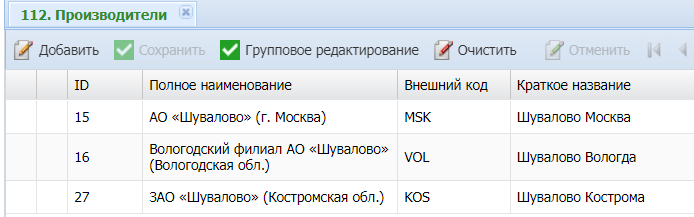 112. Производители
Добавить Сохранить Групповое редактирование Очистить Отменить
ID Полное наименование Внешний код Краткое название
15 АО «Шувалово» (г. Москва) MSK Шувалово Москва
Вологодский филиал АО «Шувалово»
16 (Вологодская обл.) VOL Шувалово Вологда
27 ЗАО «Шувалово» (Костромская обл.) KOS Шувалово Кострома